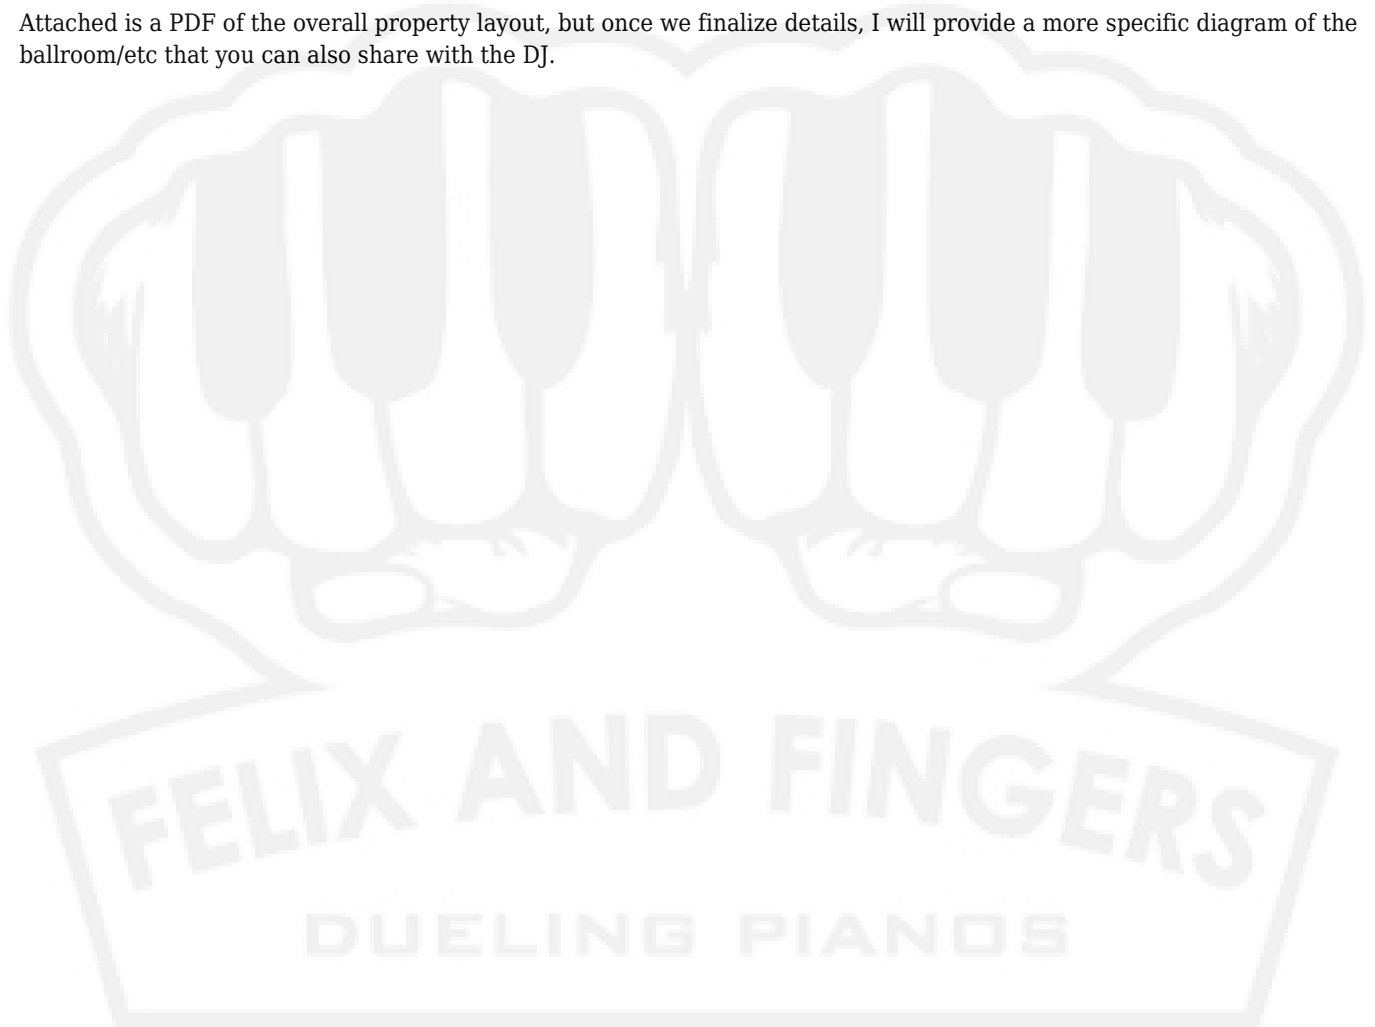 Attached is a PDF of the overall property layout, but once we finalize details, I will provide a more specific diagram of the
ballroom/etc that you can also share with the DJ.
FELIX AND FINGERS
DUELING PIANOS